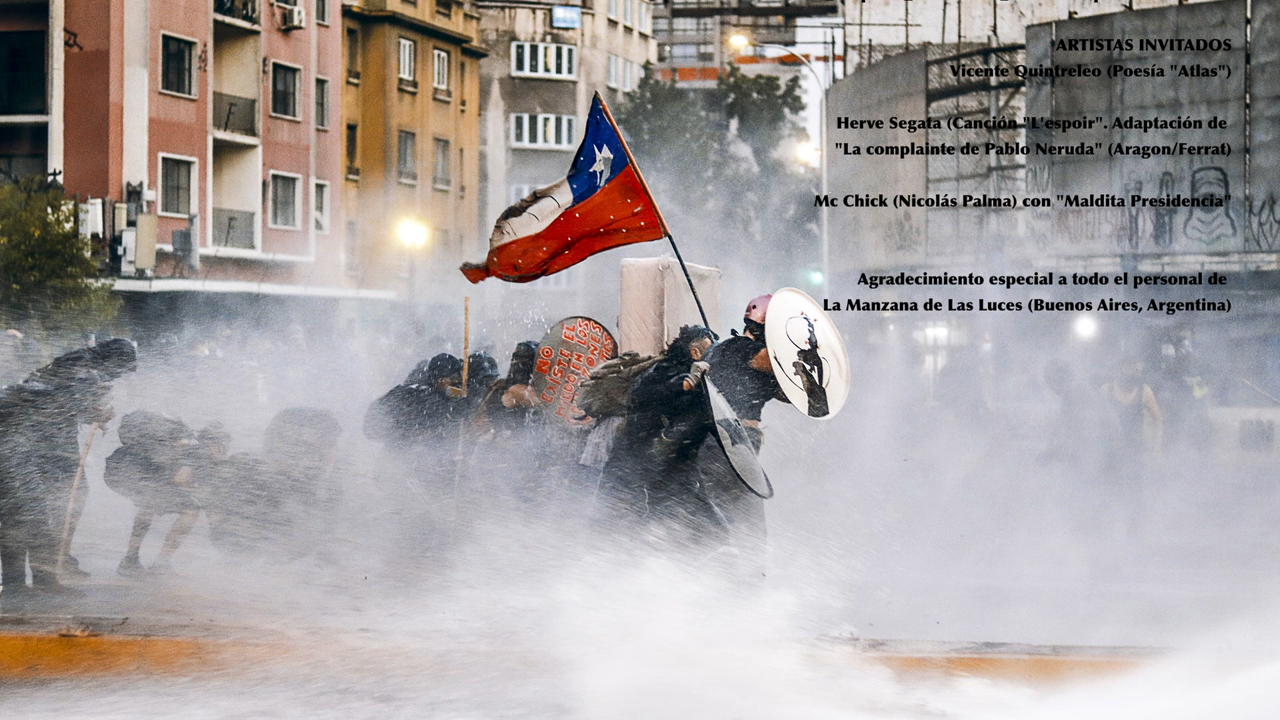 ARTISTAS INVITADOS
Vicente Quintreleo (Poesía "Atlas")
Herve Segata (Canción "L'espoir". Adaptación de
"La complainte de Pablo Neruda" (Aragon/Ferrat)
Mc Chick (Nicolás Palma) con "Maldita Presidencia"
Agradecimiento especial a todo el personal de
La Manzana de Las Luces (Buenos Aires, Argentina)
NO
EXISTE EL